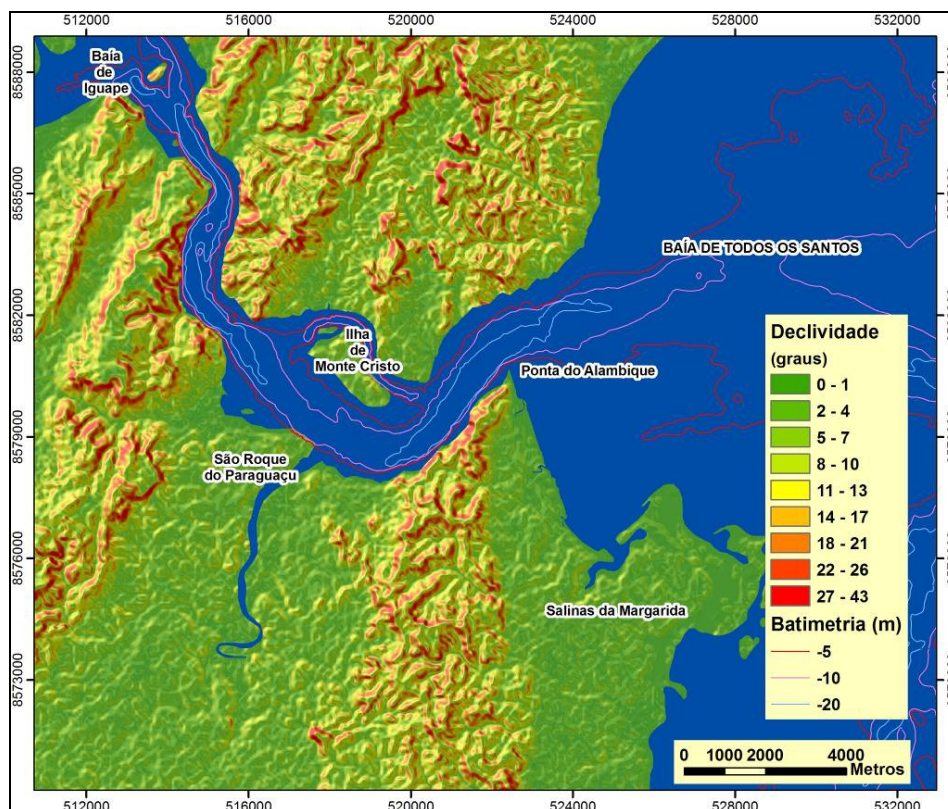 512000 516000 520000 524000 528000 532000
8588000
8585000
8582000
8579000
8576000
8573000
Baía
de
Iguape
BAÍA DE TODOS OS SANTOS
Ilha
de
Monte Cristo
Ponta do Alambique
São Roque
do Paraguaçu
Salinas da Margarida
Declividade
(graus)
0 - 1
2 - 4
5 - 7
8 - 10
11 - 13
14 - 17
18 - 21
22 - 26
27 - 43
Batimetria (m)
-5
-10
-20
0 1000 2000 4000
Metros
512000 516000 520000 524000 528000 532000